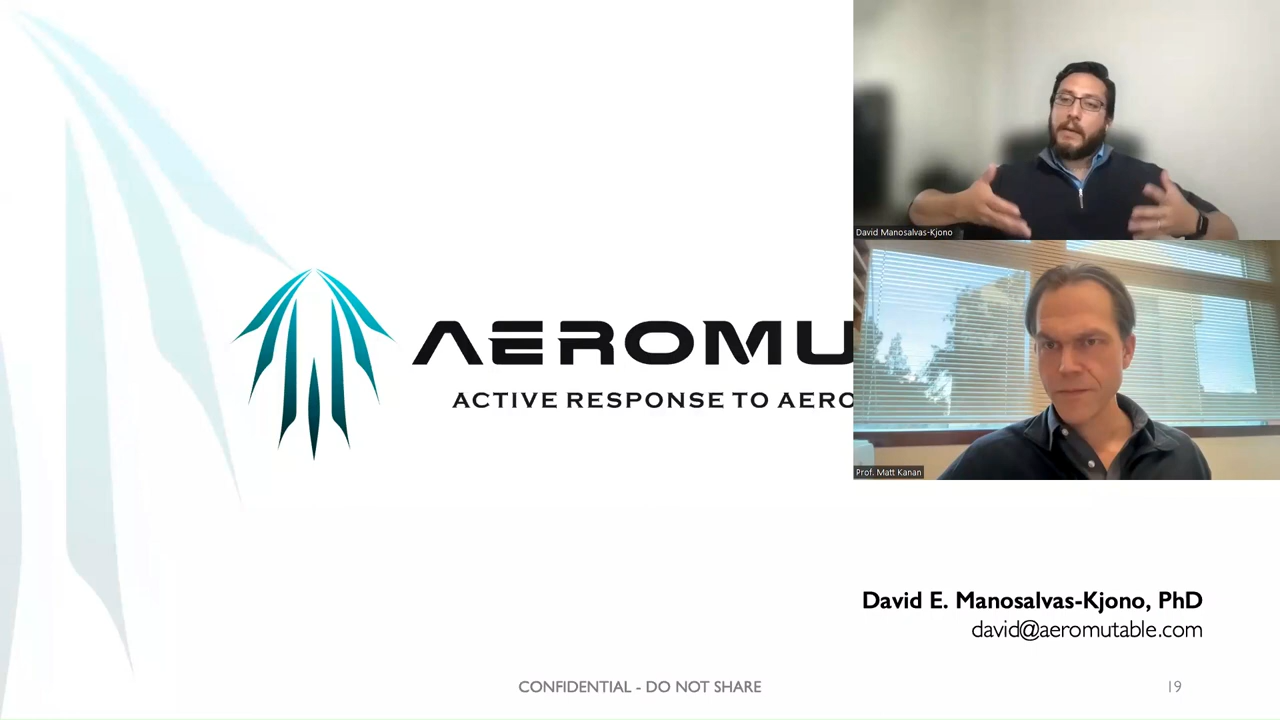 David Manosalvas-Kjono
AEROMU
ACTIVE RESPONSE TO AERO
Prof. Matt Kanan
David E. Manosalvas-Kjono, PhD
david@aeromutable.com
CONFIDENTIAL - DO NOT SHARE
19